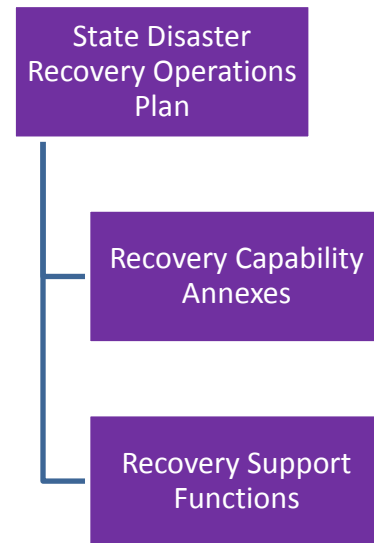 State Disaster
Recovery Operations
Plan
Recovery Capability
Annexes
Recovery Support
Functions